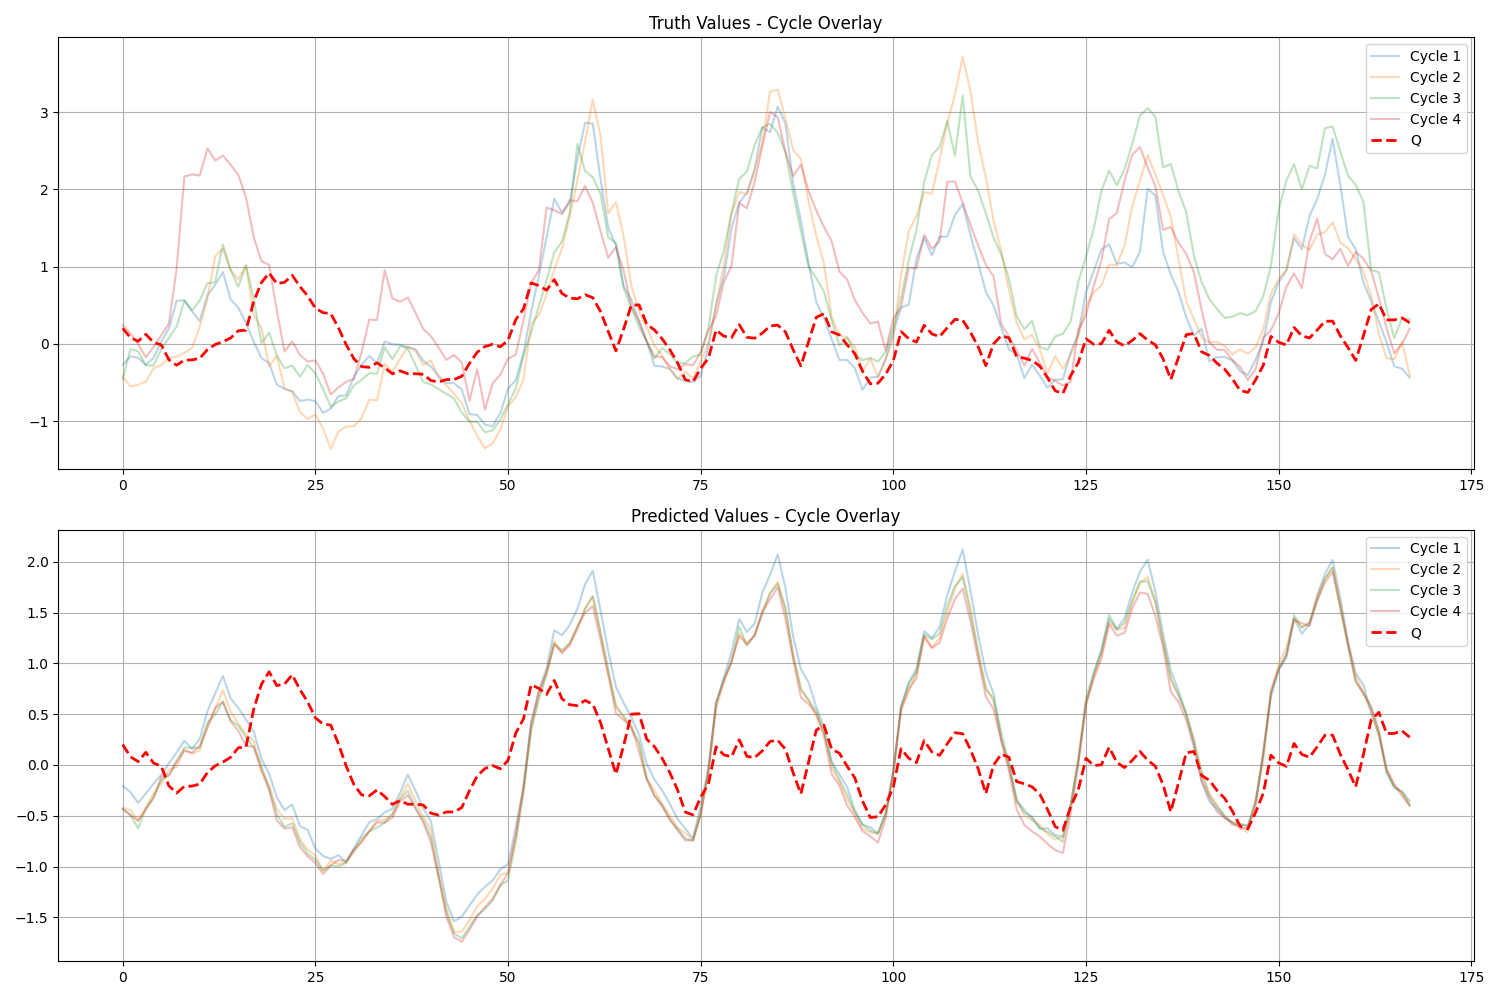 Truth Values - Cycle Overlay
Cycle 1
Cycle 2
Cycle 3
Cycle 4
Q
3
2
1
0
−1
0 25 50 75 100 125 150 175
Predicted Values - Cycle Overlay
Cycle 1
Cycle 2
Cycle 3
Cycle 4
Q
2.0
1.5
1.0
0.5
0.0
−0.5
−1.0
−1.5
0 25 50 75 100 125 150 175